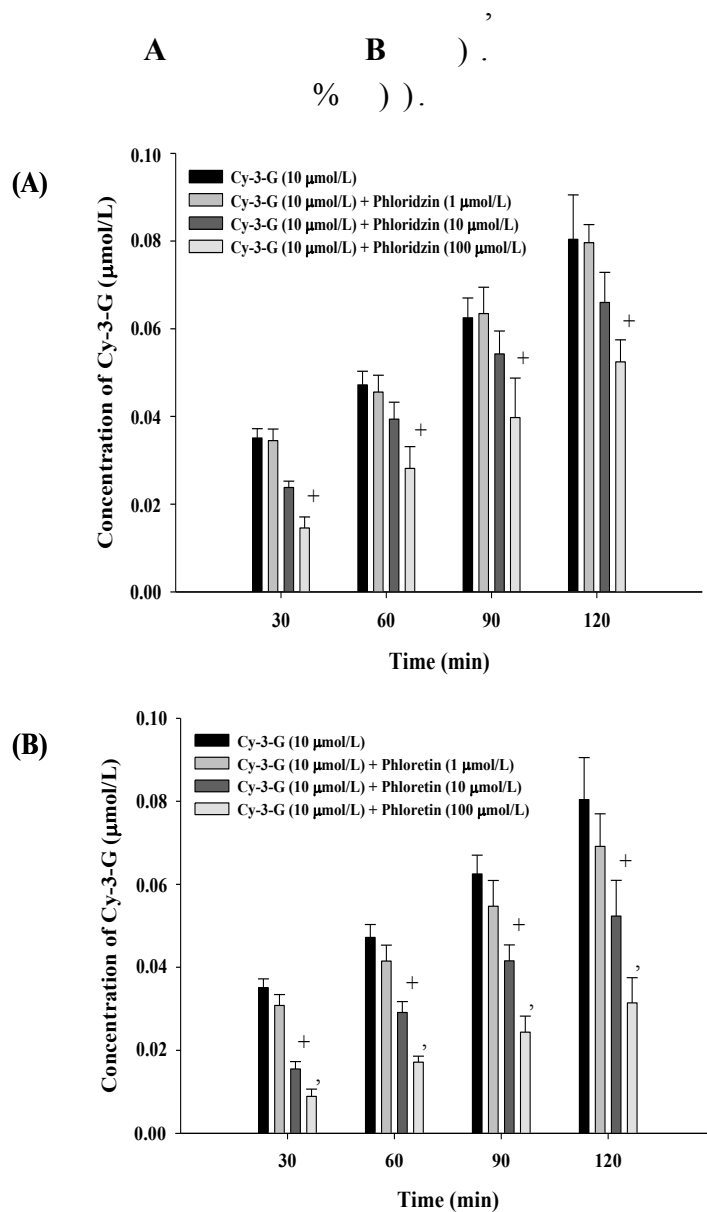 ,
A B ) .
% ) ) .
(A)
0.10
0.08
0.06
0.04
0.02
0.00
Concentration of Cy-3-G (μmol/L)
Cy-3-G (10 μmol/L)
Cy-3-G (10 μmol/L) + Phloridzin (1 μmol/L)
Cy-3-G (10 μmol/L) + Phloridzin (10 μmol/L)
Cy-3-G (10 μmol/L) + Phloridzin (100 μmol/L)
+
+
+
+
30 60 90 120
Time (min)
(B)
0.10
0.08
0.06
0.04
0.02
0.00
Concentration of Cy-3-G (μmol/L)
Cy-3-G (10 μmol/L)
Cy-3-G (10 μmol/L) + Phloretin (1 μmol/L)
Cy-3-G (10 μmol/L) + Phloretin (10 μmol/L)
Cy-3-G (10 μmol/L) + Phloretin (100 μmol/L)
+ ,
+ ,
+ ,
+ ,
30 60 90 120
Time (min)